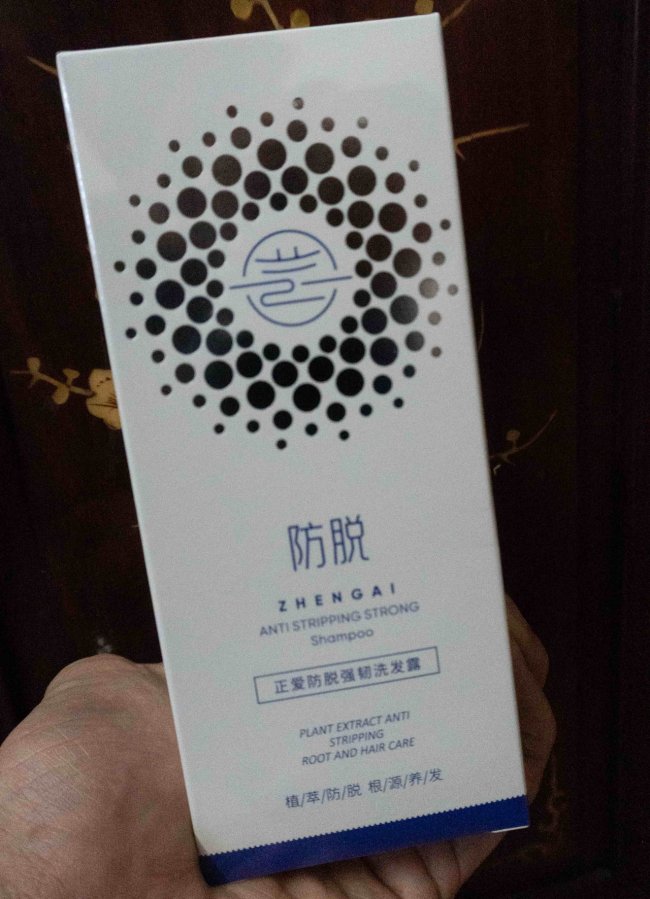 防脱
ZHENGAI
ANTI STRIPPING STRONG
Shampoo
正爱防脱强韧洗发露
PLANT EXTRACT ANTI
STRIPPING
ROOT AND HAIR CARE
植/萃/防/脱 根/源/养/发